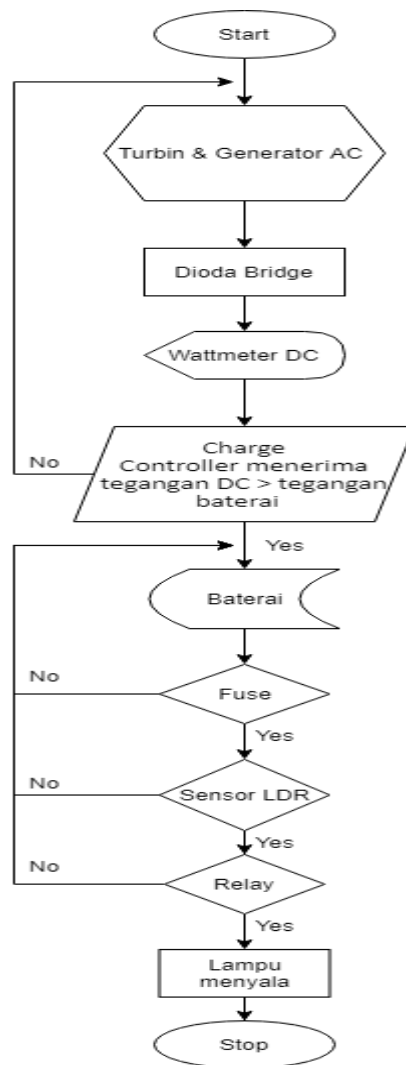 Start
Turbin & Generator AC
Dioda Bridge
Wattmeter DC
Charge
Controller menerima
tegangan DC > tegangan
baterai
No
Yes
Baterai
No
Fuse
Yes
No
Sensor LDR
Yes
No
Relay
Yes
Lampu
menyala
Stop